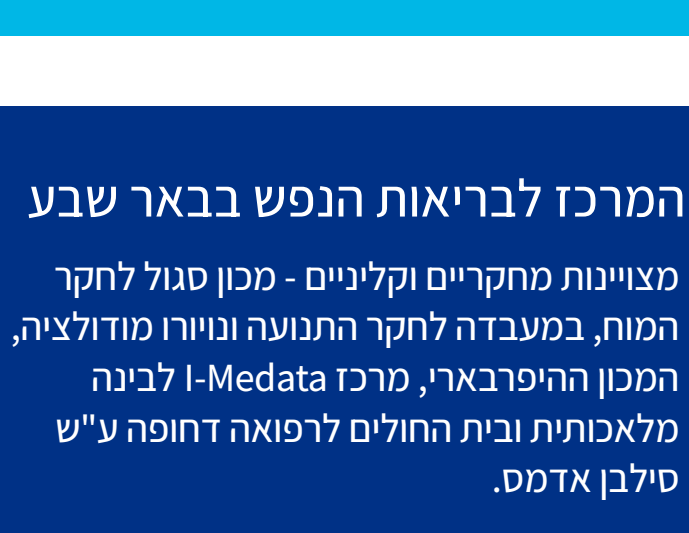 המרכז לבריאות הנפש בבאר שבע
מצויינות מחקריים וקליניים - מכון סגול לחקר
המוח, במעבדה לחקר התנועה ונויורו מודולציה,
המכון ההיפרבארי, מרכז I-Medata לבינה
מלאכותית ובית החולים לרפואה דחופה ע"ש
סילבן אדמס.